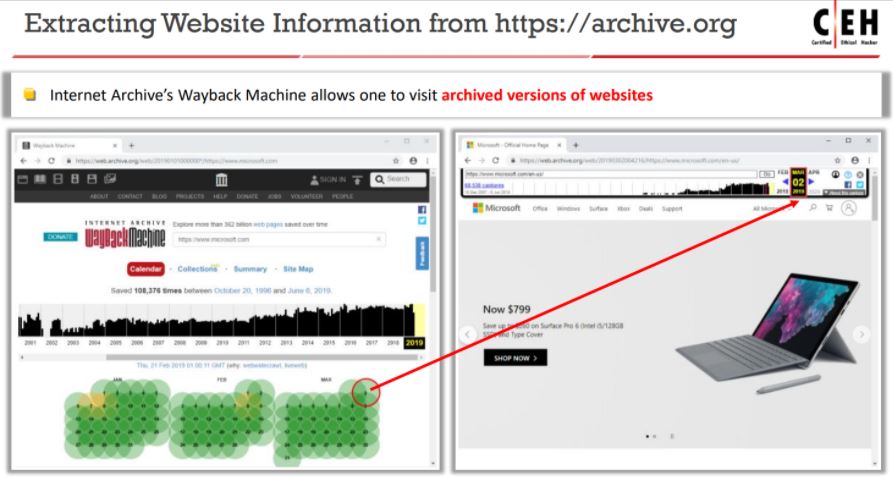 Extracting Website Information from https://archive.org
CEH
Certified Ethical Hacker
Internet Archive's Wayback Machine allows one to visit archived versions of websites
Wayback Machine
https://web.archive.org/web/20190101000000*/https://www.microsoft.com
SIGN IN
Search
ABOUT CONTACT BLOG PROJECTS HELP DONATE JOBS VOLUNTEER PEOPLE
INTERNET ARCHIVE
WayBackMachine
DONATE
Explore more than 362 billion web pages saved over time
https://www.microsoft.com
Feedback
Calendar · Collections · Summary · Site Map
Saved 108,376 times between October 20, 1996 and June 6, 2019.
2001 2002 2003 2004 2005 2006 2007 2008 2009 2010 2011 2012 2013 2014 2015 2016 2017 2018 2019
Thu, 21 Feb 2019 01:00:11 GMT (why: webwidecrawl, liveweb)
JAN FEB MAR
Microsoft - Official Home Page
https://web.archive.org/web/20190302004216/https://www.microsoft.com/en-us/
https://www.microsoft.com/en-us/
Go
FEB MAR APR
02
2018 2019 2020
68,538 captures
About this capture
Microsoft Office Windows Surface Xbox Deals Support
All Microsoft
Now $799
Save up to on Surface Pro 6 (Intel i5/128GB
SSD) and Type Cover
SHOP NOW >